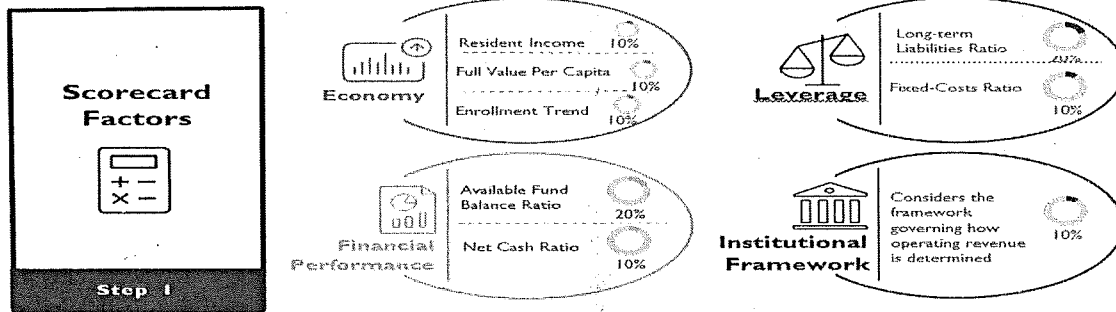 Scorecard
Factors
Step 1
Economy
Resident Income
10%
Full Value Per Capita
10%
Enrollment Trend
10%
Financial
Performance
Available Fund
Balance Ratio
20%
Net Cash Ratio
10%
Leverage
Long-term
Liabilities Ratio
20%
Fixed-Costs Ratio
10%
Institutional
Framework
Considers the
framework
governing how
operating revenue
is determined
10%